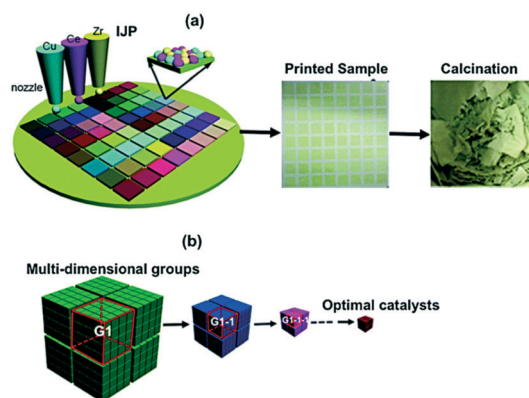 (a)
Cu Ce Zr IJP
nozzle
Printed Sample
Calcination
(b)
Multi-dimensional groups
G1
G1-1
G1-1-1
Optimal catalysts